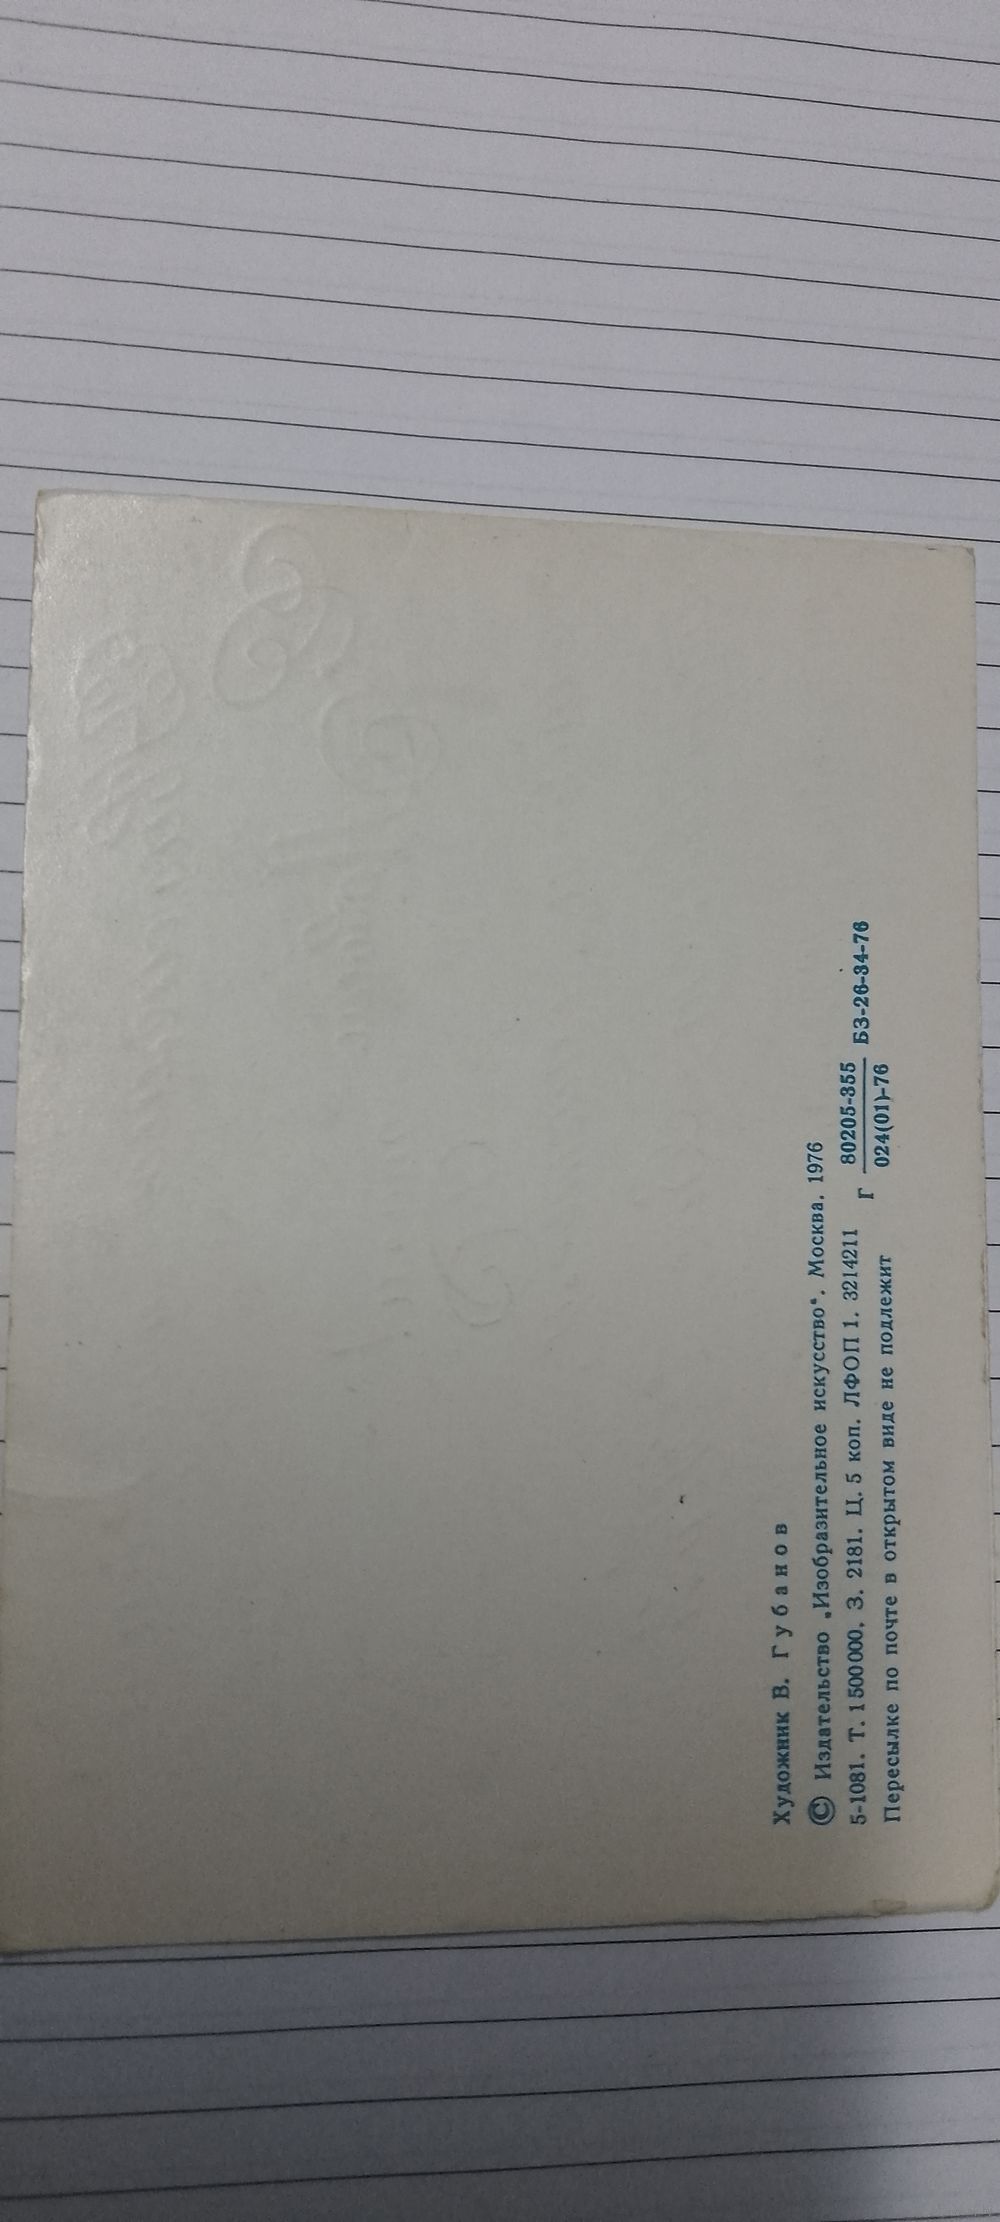 Художник В. Губанов
© Издательство „Изобразительное искусство“. Москва. 1976
5-1081. Т. 1 500 000. З. 2181. Ц. 5 коп. ЛФОП 1. 3214211 Г 80205-355 БЗ-26-34-76
024(01)-76
Пересылке по почте в открытом виде не подлежит